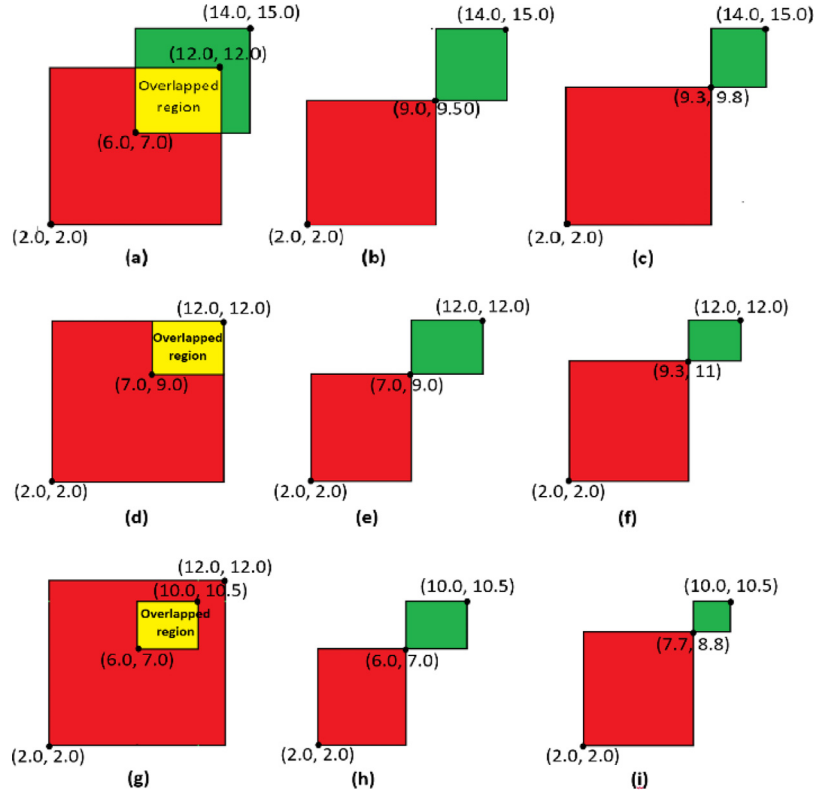 (14.0, 15.0)
(12.0, 12.0)
Overlapped
region
(6.0, 7.0)
(2.0, 2.0)
(a)
(14.0, 15.0)
(9.0, 9.50)
(2.0, 2.0)
(b)
(14.0, 15.0)
(9.3, 9.8)
(2.0, 2.0)
(c)
(12.0, 12.0)
Overlapped
region
(7.0, 9.0)
(2.0, 2.0)
(d)
(12.0, 12.0)
(7.0, 9.0)
(2.0, 2.0)
(e)
(12.0, 12.0)
(9.3, 11)
(2.0, 2.0)
(f)
(12.0, 12.0)
(10.0, 10.5)
Overlapped
region
(6.0, 7.0)
(2.0, 2.0)
(g)
(10.0, 10.5)
(6.0, 7.0)
(2.0, 2.0)
(h)
(10.0, 10.5)
(7.7, 8.8)
(2.0, 2.0)
(i)